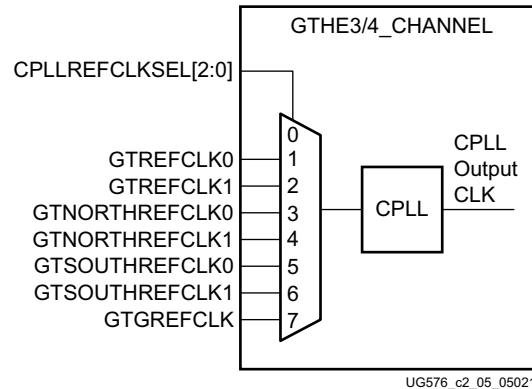 GTHE3/4_CHANNEL
CPLLREFCLKSEL[2:0]
0
GTREFCLK0 1
GTREFCLK1 2
GTNORTHREFCLK0 3
GTNORTHREFCLK1 4
GTSOUTHREFCLK0 5
GTSOUTHREFCLK1 6
GTGREFCLK 7
CPLL
CPLL
Output
CLK
UG576_c2_05_05021